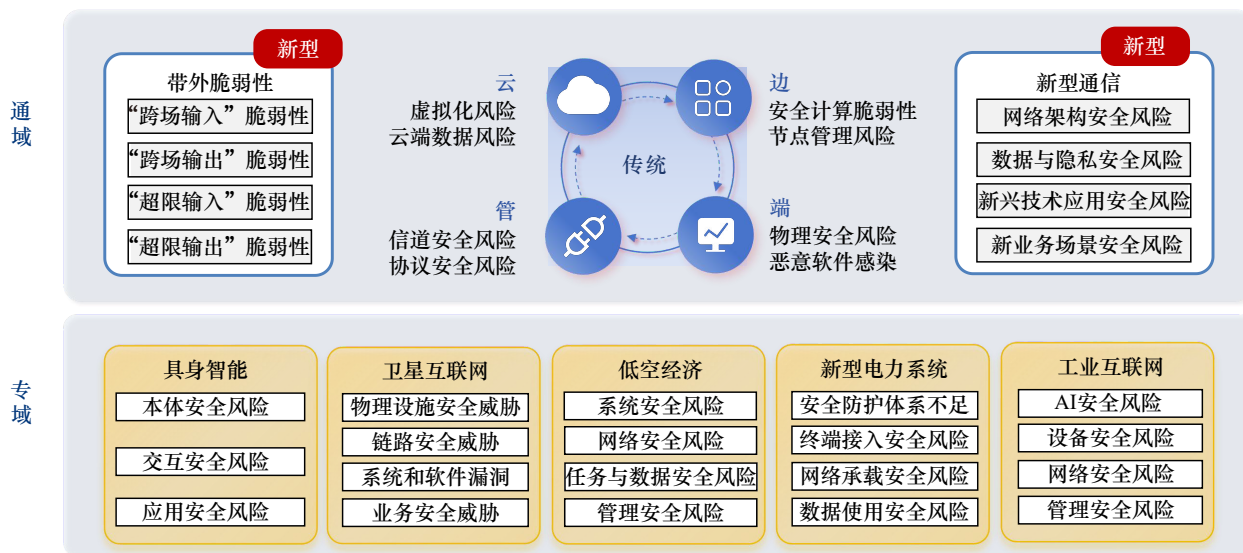 通域
新型
带外脆弱性
“跨场输入”脆弱性
“跨场输出”脆弱性
“超限输入”脆弱性
“超限输出”脆弱性
云
虚拟化风险
云端数据风险
边
安全计算脆弱性
节点管理风险
传统
管
信道安全风险
协议安全风险
端
物理安全风险
恶意软件感染
新型
新型通信
网络架构安全风险
数据与隐私安全风险
新兴技术应用安全风险
新业务场景安全风险
专域
具身智能
本体安全风险
交互安全风险
应用安全风险
卫星互联网
物理设施安全威胁
链路安全威胁
系统和软件漏洞
业务安全威胁
低空经济
系统安全风险
网络安全风险
任务与数据安全风险
管理安全风险
新型电力系统
安全防护体系不足
终端接入安全风险
网络承载安全风险
数据使用安全风险
工业互联网
AI安全风险
设备安全风险
网络安全风险
管理安全风险